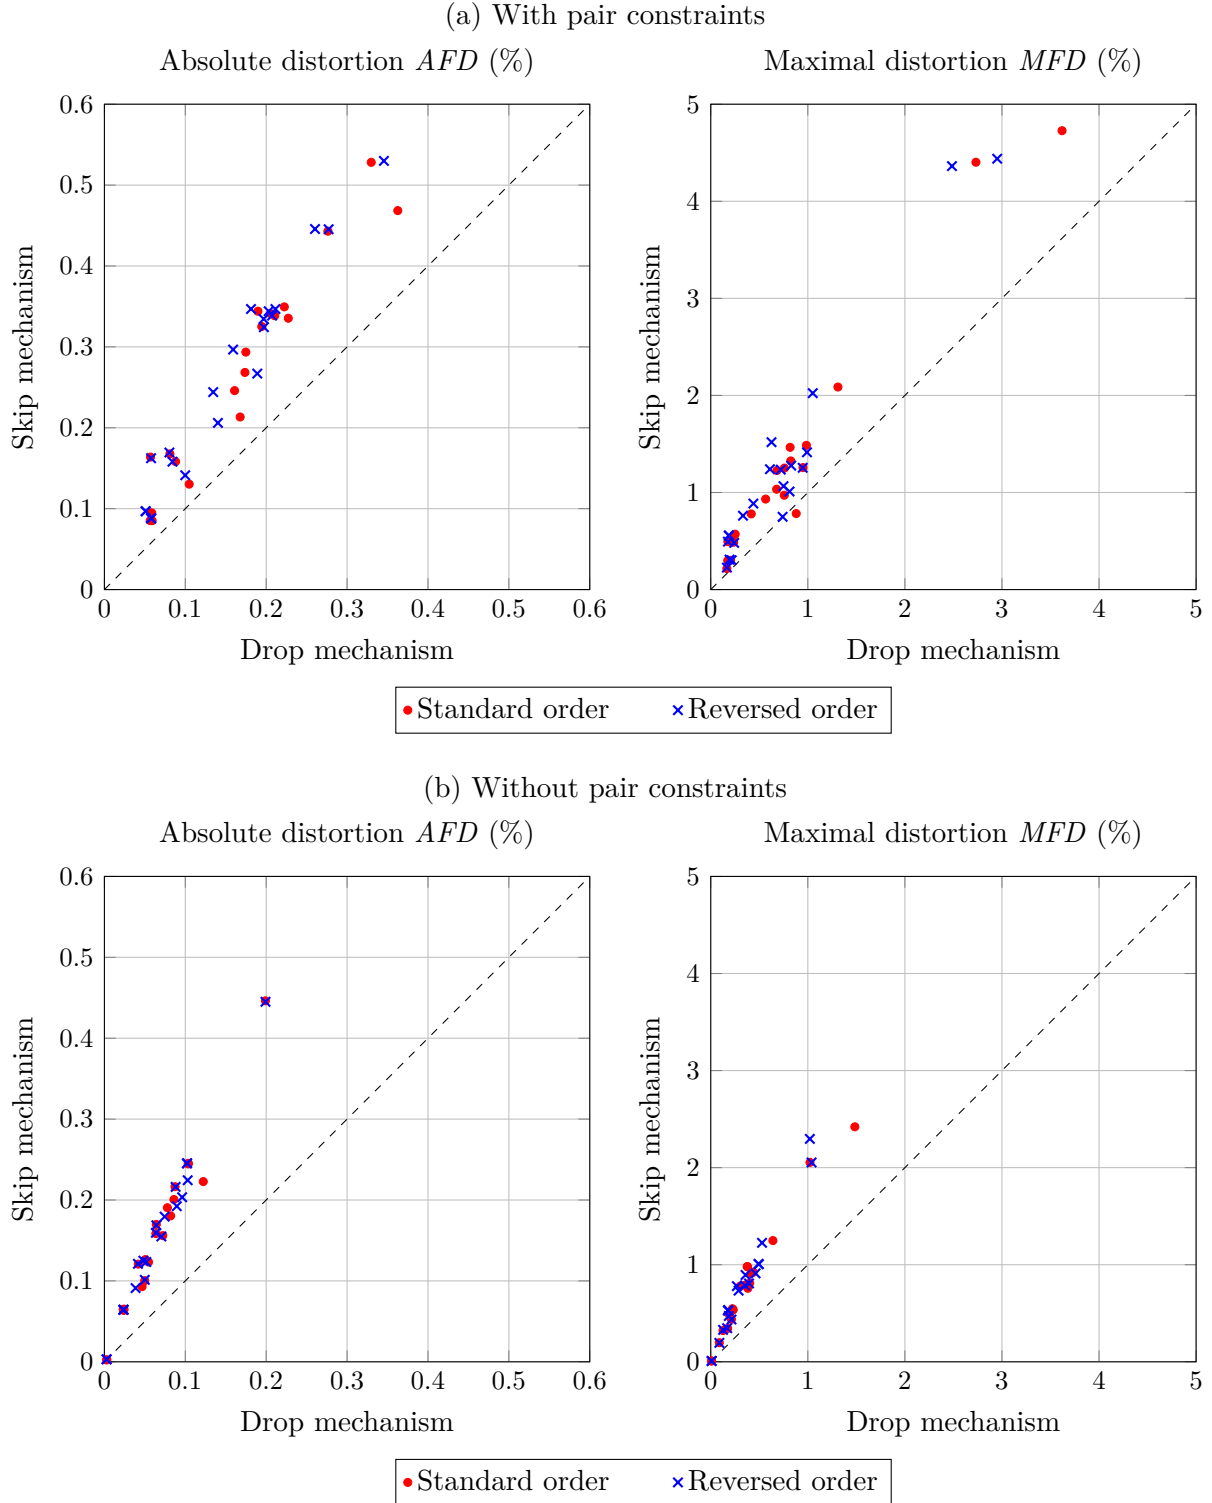 (a) With pair constraints
Absolute distortion AFD (%)
Skip mechanism
0.6
0.5
0.4
0.3
0.2
0.1
0
0 0.1 0.2 0.3 0.4 0.5 0.6
Drop mechanism
Maximal distortion MFD (%)
Skip mechanism
5
4
3
2
1
0
0 1 2 3 4 5
Drop mechanism
Standard order Reversed order
(b) Without pair constraints
Absolute distortion AFD (%)
Skip mechanism
0.6
0.5
0.4
0.3
0.2
0.1
0
0 0.1 0.2 0.3 0.4 0.5 0.6
Drop mechanism
Maximal distortion MFD (%)
Skip mechanism
5
4
3
2
1
0
0 1 2 3 4 5
Drop mechanism
Standard order Reversed order